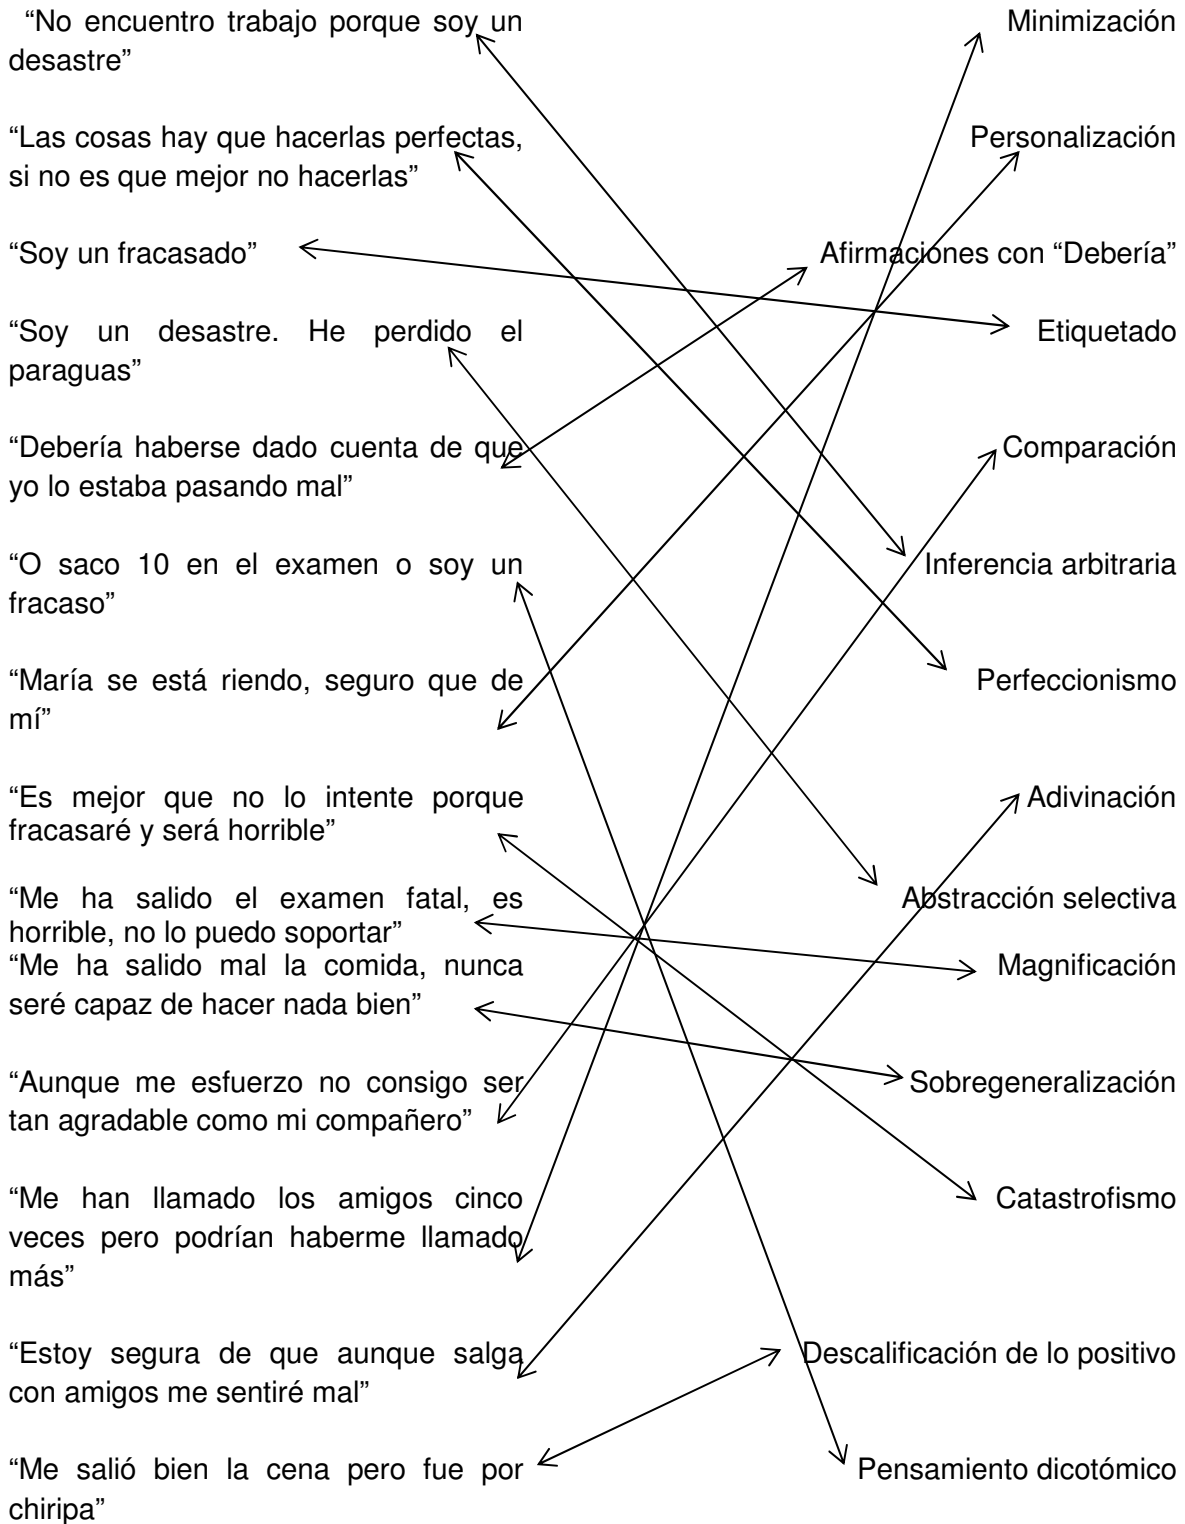 “No encuentro trabajo porque soy un
desastre”
Minimización
“Las cosas hay que hacerlas perfectas,
si no es que mejor no hacerlas”
Personalización
“Soy un fracasado”
Afirmaciones con “Debería”
“Soy un desastre. He perdido el
paraguas”
Etiquetado
“Debería haberse dado cuenta de que
yo lo estaba pasando mal”
Comparación
“O saco 10 en el examen o soy un
fracaso”
Inferencia arbitraria
“María se está riendo, seguro que de
mí”
Perfeccionismo
“Es mejor que no lo intente porque
fracasaré y será horrible”
Adivinación
“Me ha salido el examen fatal, es
horrible, no lo puedo soportar”
Abstracción selectiva
“Me ha salido mal la comida, nunca
seré capaz de hacer nada bien”
Magnificación
“Aunque me esfuerzo no consigo ser
tan agradable como mi compañero”
Sobregeneralización
“Me han llamado los amigos cinco
veces pero podrían haberme llamado
más”
Catastrofismo
“Estoy segura de que aunque salga
con amigos me sentiré mal”
Descalificación de lo positivo
“Me salió bien la cena pero fue por
chiripa”
Pensamiento dicotómico